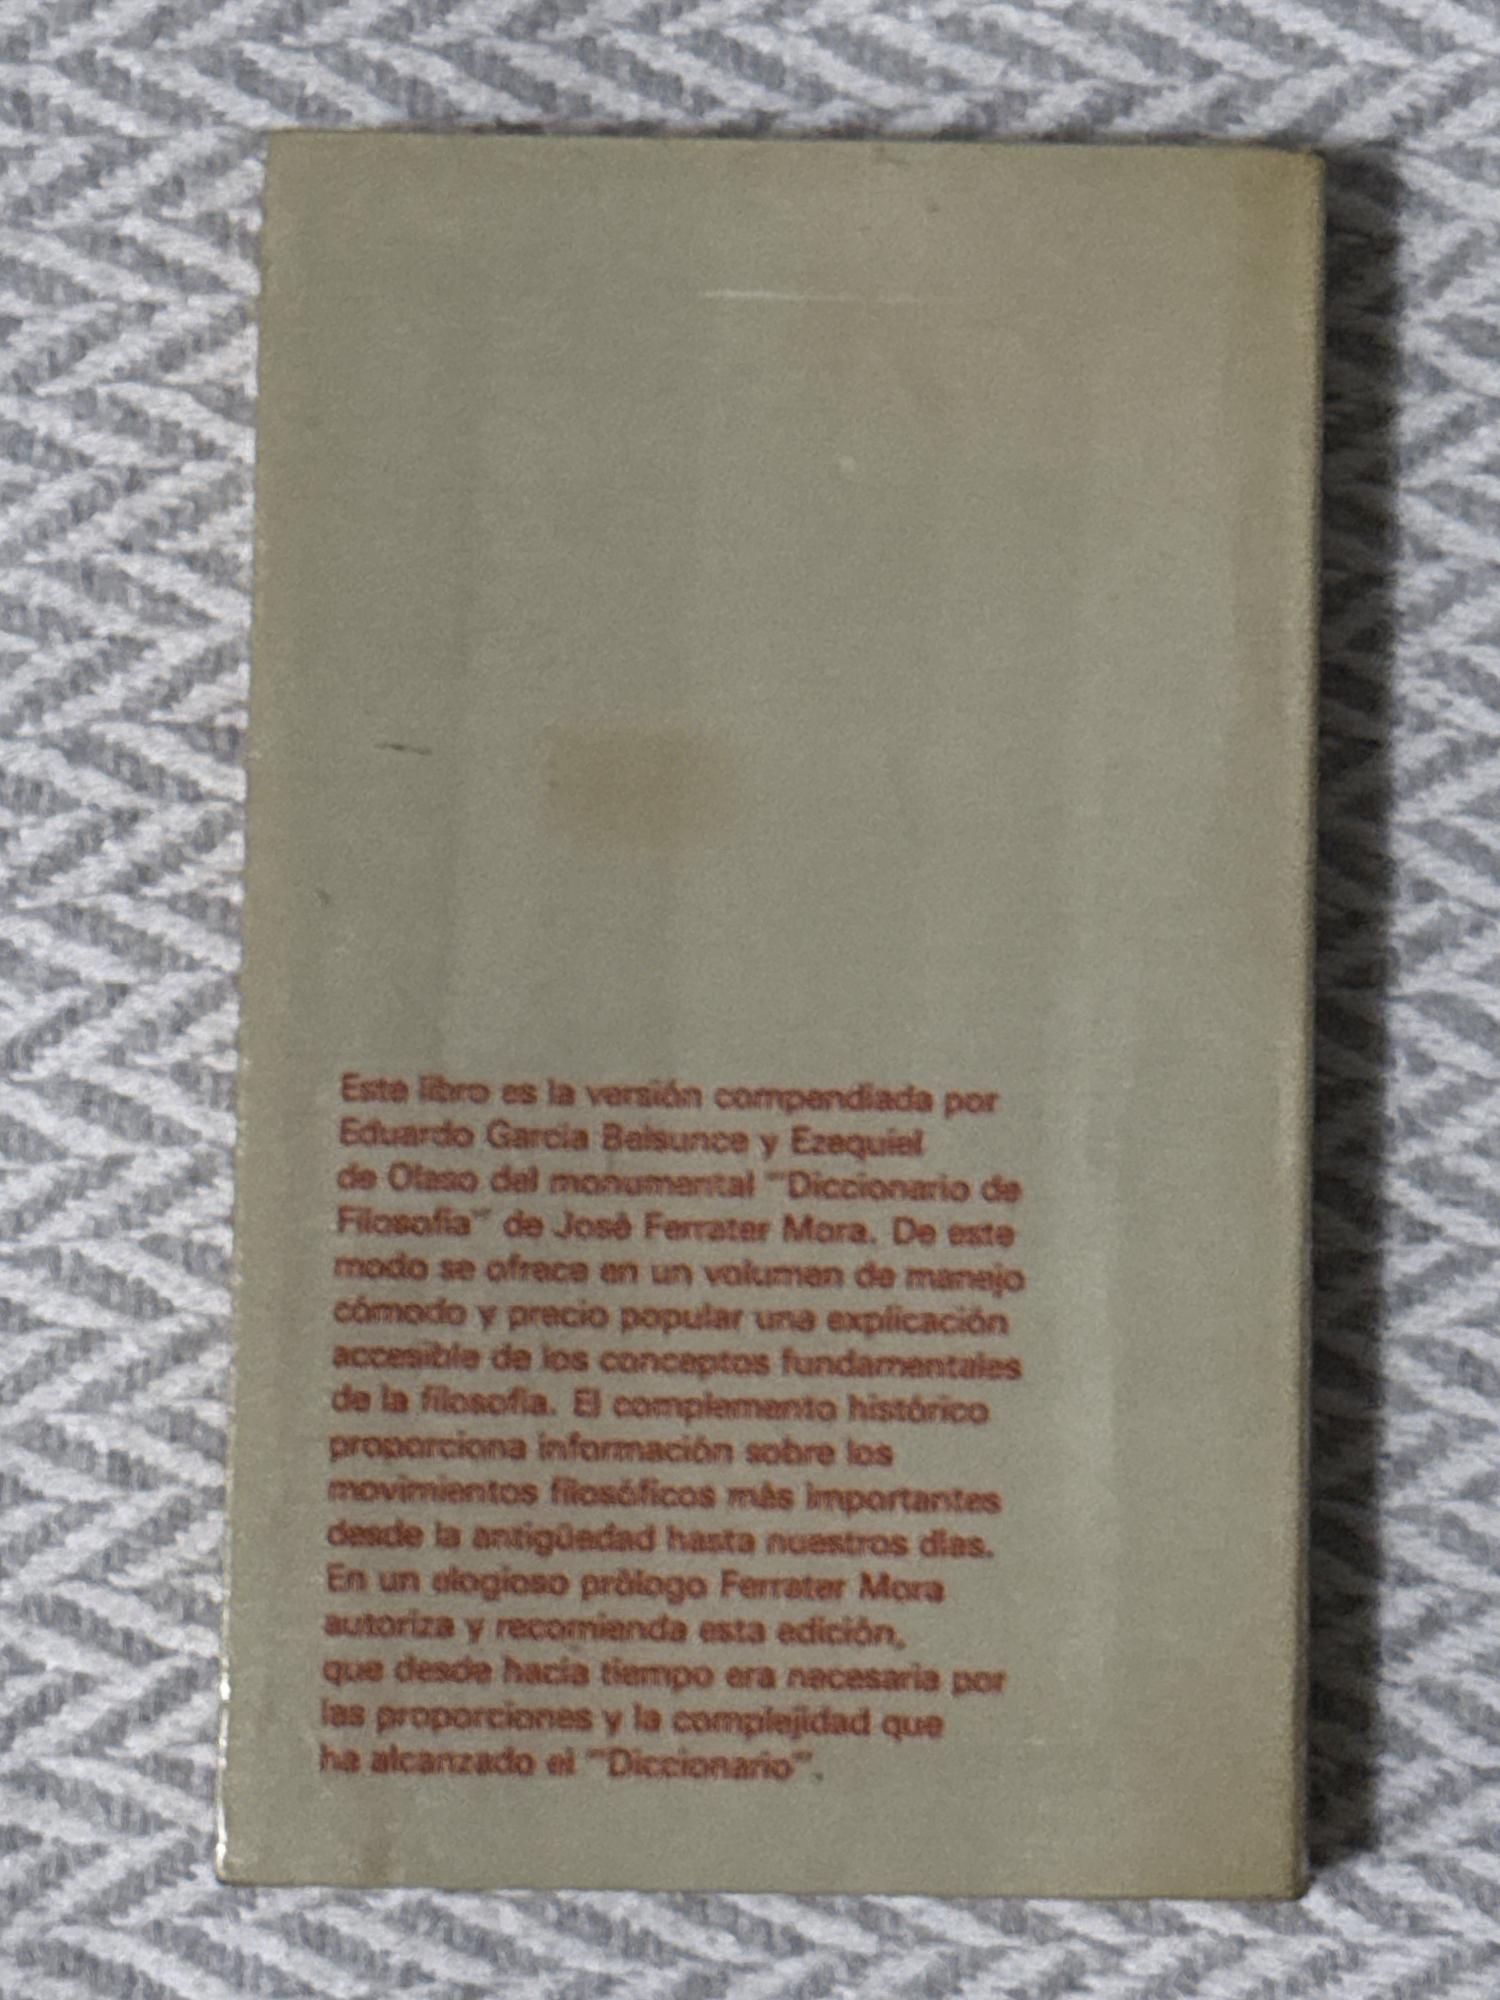 Este libro es la versión compendiada por
Eduardo García Belsunce y Ezequiel
de Olaso del monumental "Diccionario de
Filosofía" de José Ferrater Mora. De este
modo se ofrece en un volumen de manejo
cómodo y precio popular una explicación
accesible de los conceptos fundamentales
de la filosofía. El complemento histórico
proporciona información sobre los
movimientos filosóficos más importantes
desde la antigüedad hasta nuestros días.
En un elogioso prólogo Ferrater Mora
autoriza y recomienda esta edición,
que desde hacía tiempo era necesaria por
las proporciones y la complejidad que
ha alcanzado el "Diccionario".